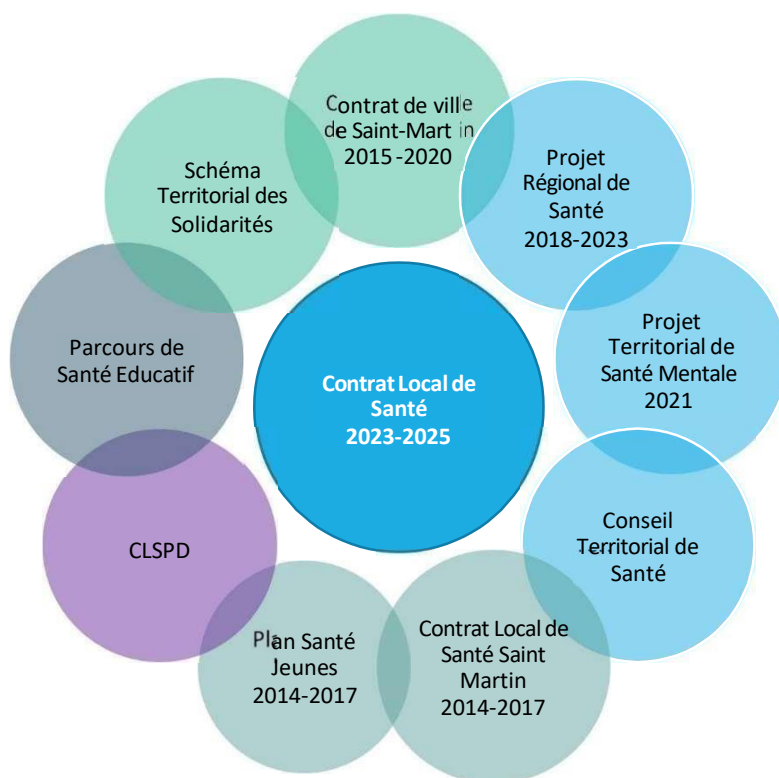 Contrat de ville
de Saint-Martin
2015-2020
Projet
Régional de
Santé
2018-2023
Projet
Territorial de
Santé Mentale
2021
Conseil
Territorial de
Santé
Contrat Local de
Santé Saint
Martin
2014-2017
Plan Santé
Jeunes
2014-2017
CLSPD
Parcours de
Santé Educatif
Schéma
Territorial des
Solidarités
Contrat Local de
Santé
2023-2025